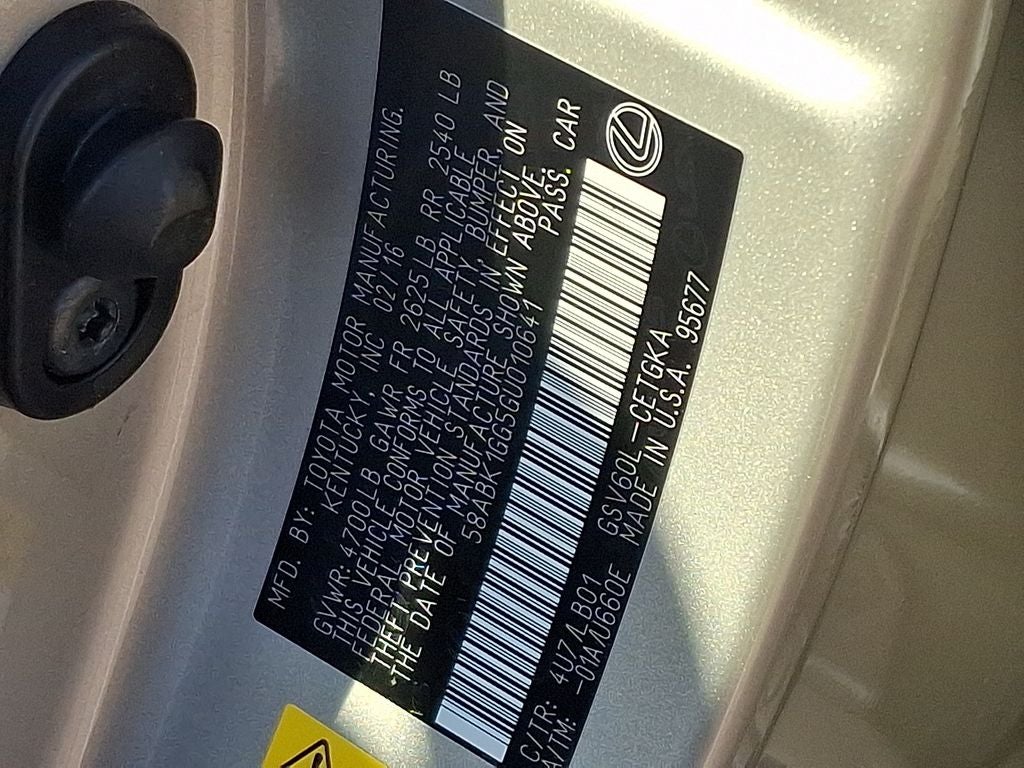 MFD. BY: TOYOTA MOTOR MANUFACTURING.
KENTUCKY, INC 02/16
GVWR: 4700LB GAWR FR 2625LB RR 2540 LB
THIS VEHICLE CONFORMS TO ALL APPLICABLE
FEDERAL MOTOR VEHICLE SAFETY, BUMPER, AND
THEFT PREVENTION STANDARDS IN EFFECT ON
THE DATE OF MANUFACTURE SHOWN ABOVE.
58ABK1GG5GU010641 PASS. CAR
C/TR: 4U7/LB01 GSV60L-CETGKA
A/TM: -01A/U660E MADE IN U.S.A. 95677